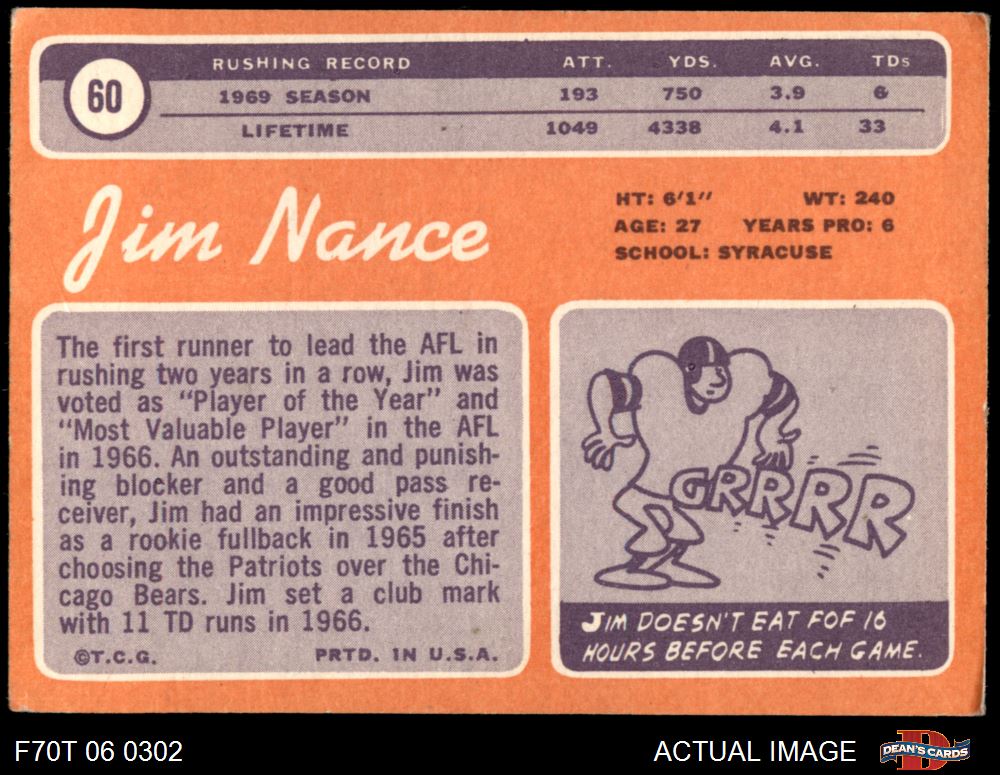 60
RUSHING RECORD ATT. YDS. AVG. TDs
1969 SEASON 193 750 3.9 6
LIFETIME 1049 4338 4.1 33
Jim Nance
HT: 6'1" WT: 240
AGE: 27 YEARS PRO: 6
SCHOOL: SYRACUSE
The first runner to lead the AFL in
rushing two years in a row, Jim was
voted as "Player of the Year" and
"Most Valuable Player" in the AFL
in 1966. An outstanding and punish-
ing blocker and a good pass re-
ceiver, Jim had an impressive finish
as a rookie fullback in 1965 after
choosing the Patriots over the Chi-
cago Bears. Jim set a club mark
with 11 TD runs in 1966.
©T.C.G. PRTD. IN U.S.A.
GRRRR
JIM DOESN'T EAT FOF 16
HOURS BEFORE EACH GAME.
F70T 06 0302
ACTUAL IMAGE
D
DEAN'S CARDS